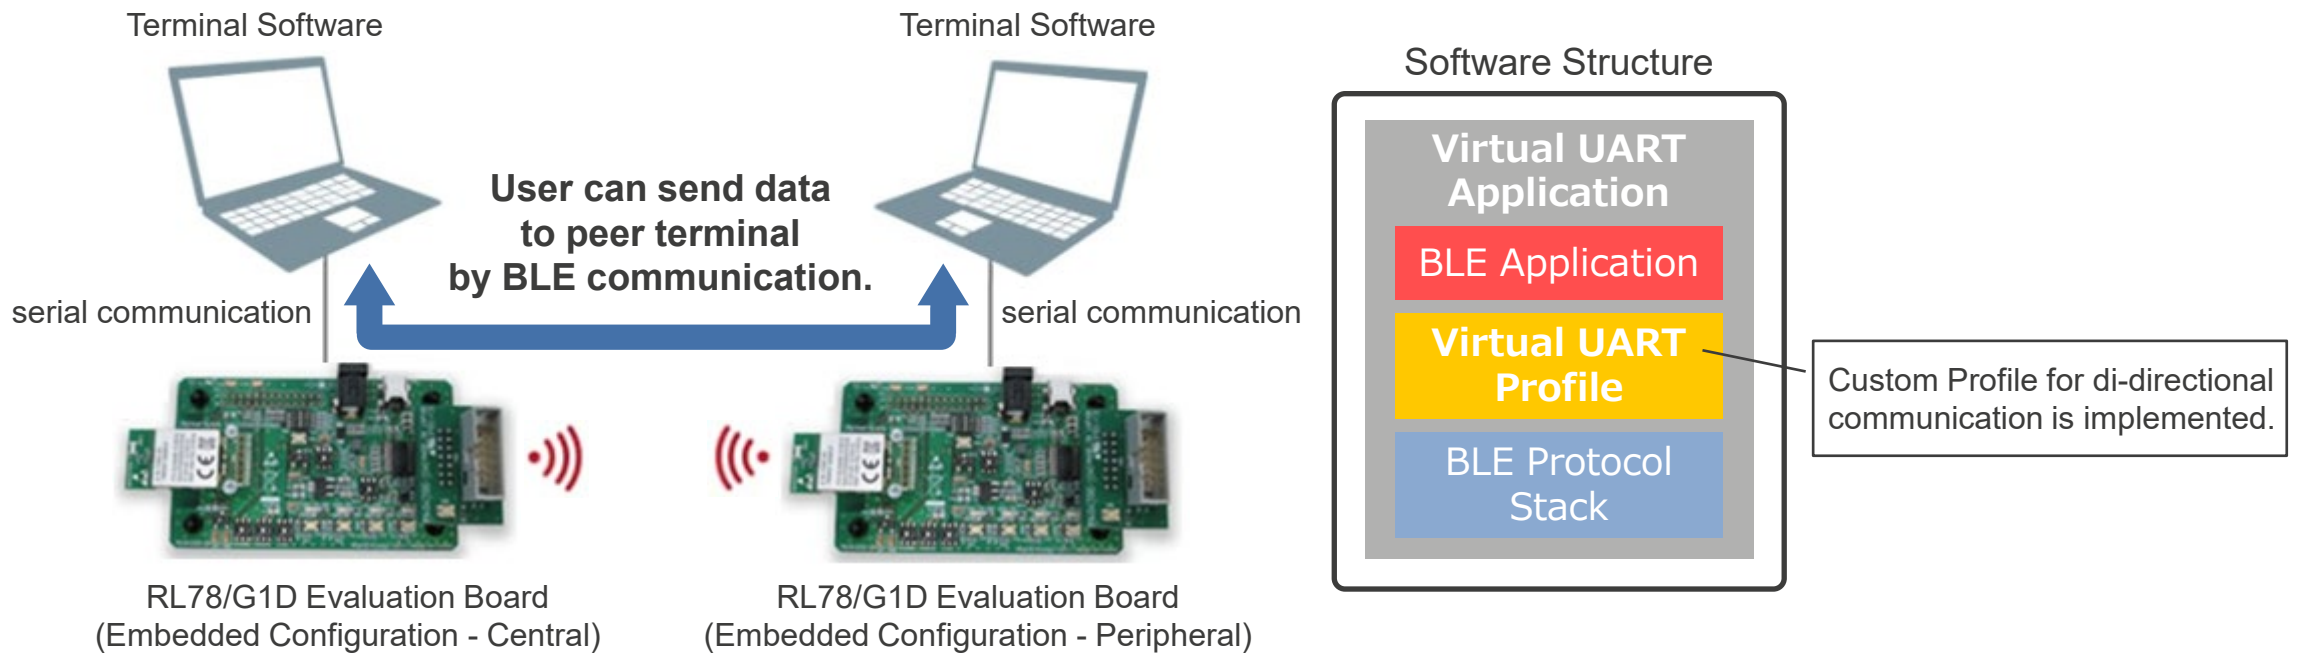 Terminal Software
Terminal Software
User can send data
to peer terminal
by BLE communication.
serial communication
serial communication
RL78/G1D Evaluation Board
(Embedded Configuration - Central)
RL78/G1D Evaluation Board
(Embedded Configuration - Peripheral)
Software Structure
Virtual UART
Application
BLE Application
Virtual UART
Profile
BLE Protocol
Stack
Custom Profile for di-directional
communication is implemented.